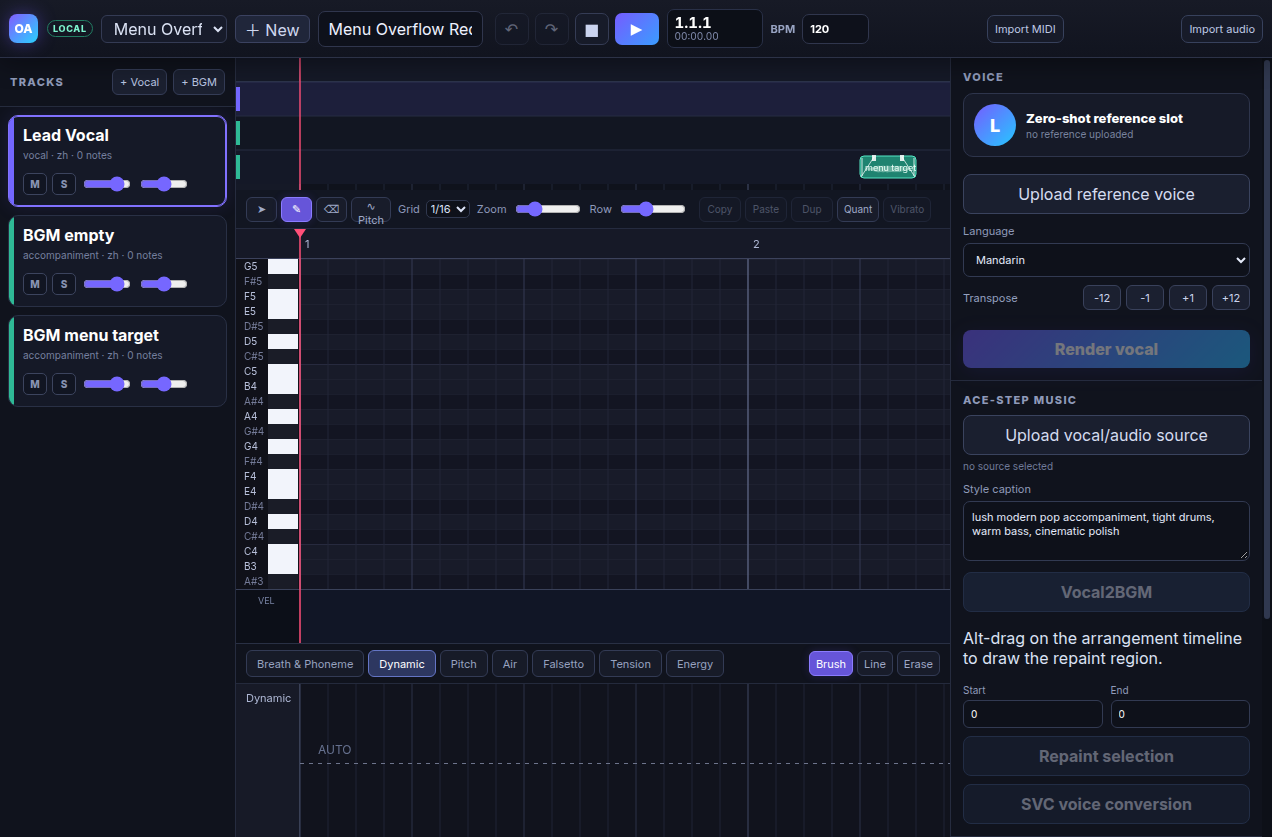 OA LOCAL Menu Overf + New Menu Overflow Rec 1.1.1 BPM 120 Import MIDI Import audio
00:00.00
TRACKS + Vocal + BGM
Lead Vocal
vocal · zh · 0 notes
M S
BGM empty
accompaniment · zh · 0 notes
M S
BGM menu target
accompaniment · zh · 0 notes
M S
menu target
Pitch Grid 1/16 Zoom Row Copy Paste Dup Quant Vibrato
1 2
G5
F#5
F5
E5
D#5
D5
C#5
C5
B4
A#4
A4
G#4
G4
F#4
F4
E4
D#4
D4
C#4
C4
B3
A#3
VEL
Breath & Phoneme Dynamic Pitch Air Falsetto Tension Energy Brush Line Erase
Dynamic
AUTO
VOICE
L Zero-shot reference slot
no reference uploaded
Upload reference voice
Language
Mandarin
Transpose -12 -1 +1 +12
Render vocal
ACE-STEP MUSIC
Upload vocal/audio source
no source selected
Style caption
lush modern pop accompaniment, tight drums,
warm bass, cinematic polish
Vocal2BGM
Alt-drag on the arrangement timeline
to draw the repaint region.
Start End
0 0
Repaint selection
SVC voice conversion